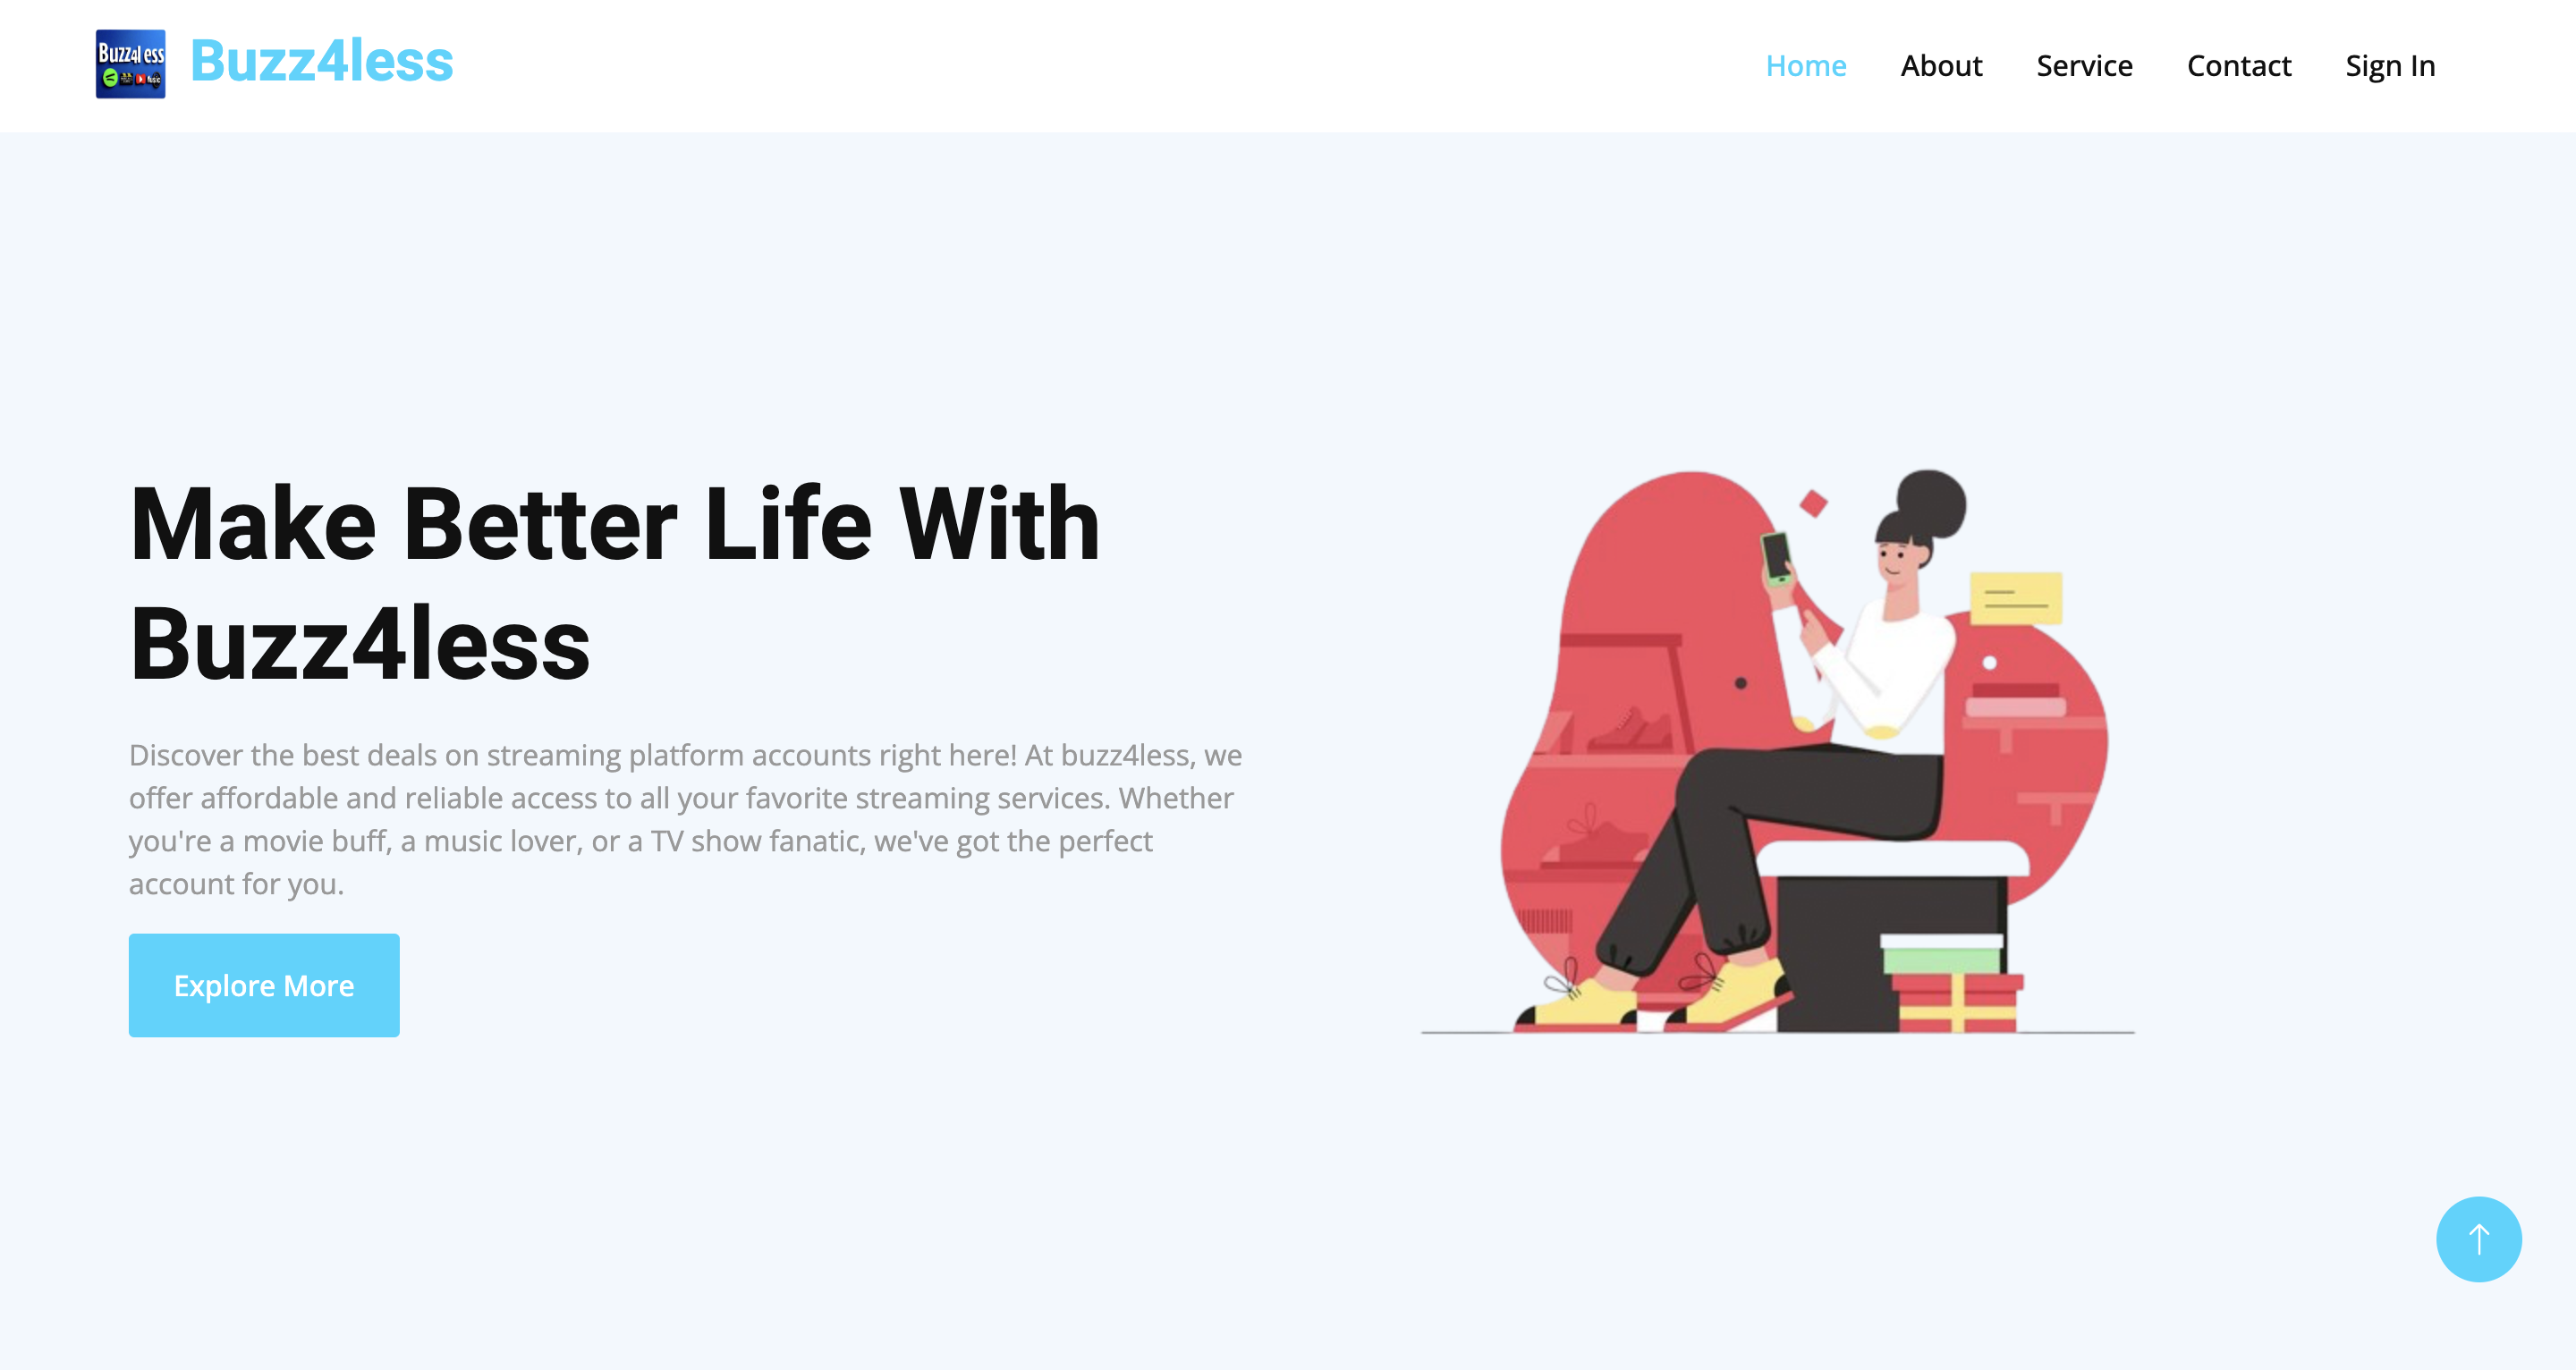 Buzz4less
Buzz4less
Music
Home
About
Service
Contact
Sign In
Make Better Life With
Buzz4less
Discover the best deals on streaming platform accounts right here! At buzz4less, we
offer affordable and reliable access to all your favorite streaming services. Whether
you're a movie buff, a music lover, or a TV show fanatic, we've got the perfect
account for you.
Explore More